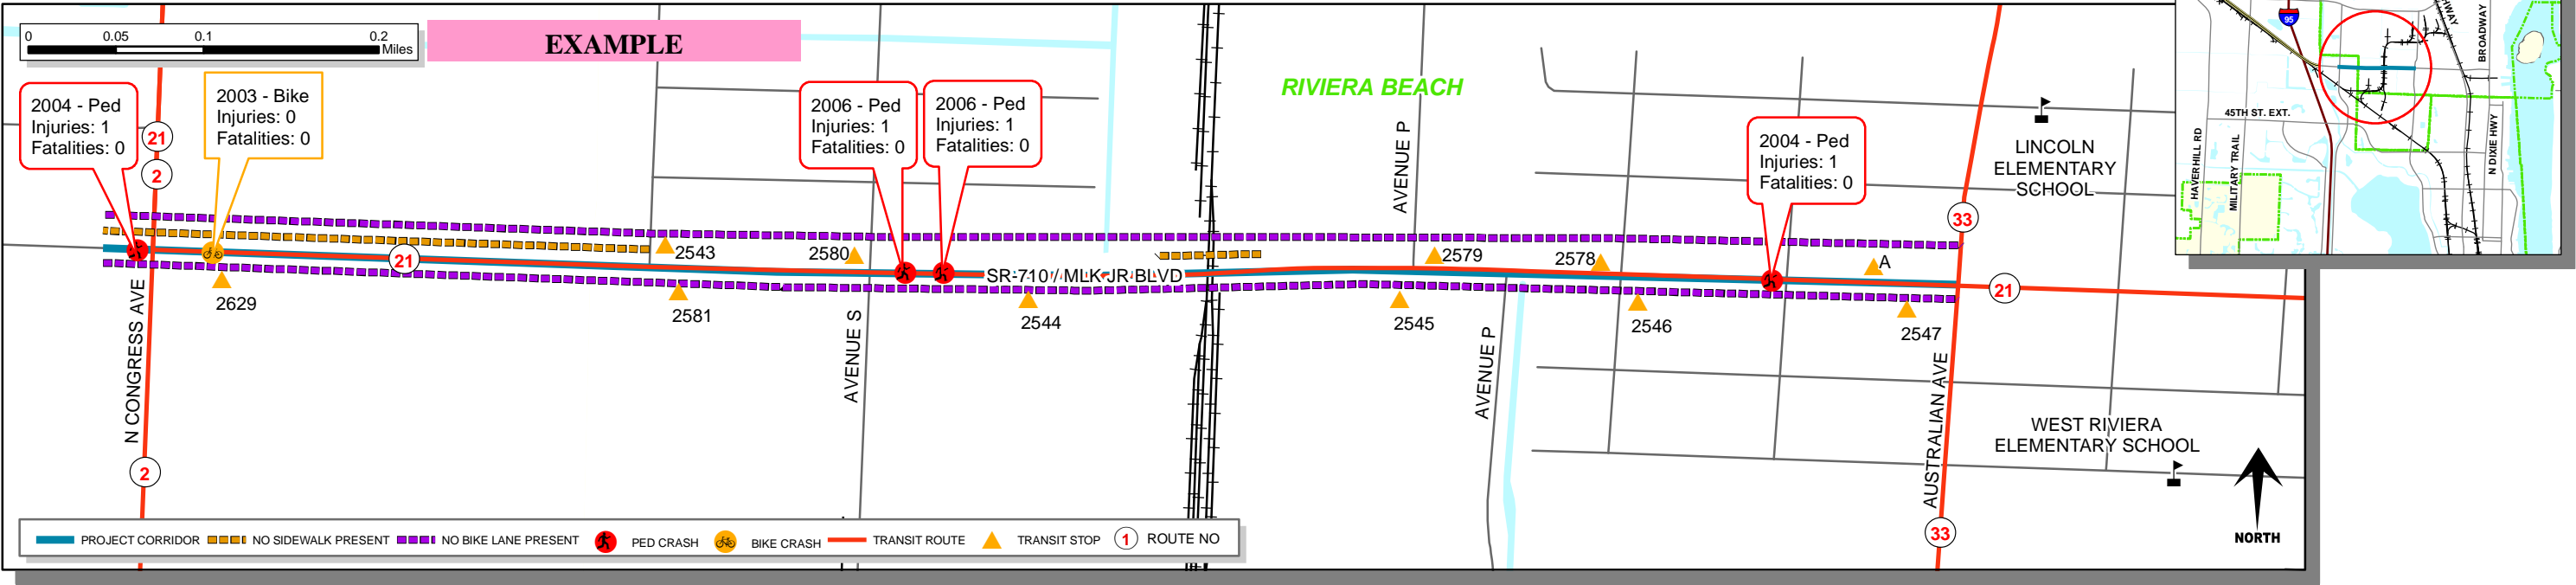 0 0.05 0.1 0.2
Miles
EXAMPLE
2004 - Ped
Injuries: 1
Fatalities: 0
2003 - Bike
Injuries: 0
Fatalities: 0
2006 - Ped
Injuries: 1
Fatalities: 0
2006 - Ped
Injuries: 1
Fatalities: 0
RIVIERA BEACH
2004 - Ped
Injuries: 1
Fatalities: 0
21
2
AVENUE P
LINCOLN
ELEMENTARY
SCHOOL
33
2543
2580
2579
2578
A
21
SR-710 / MLK JR BLVD
21
2629
2581
2544
2545
2546
2547
N CONGRESS AVE
AVENUE S
AVENUE P
AUSTRALIAN AVE
WEST RIVIERA
ELEMENTARY SCHOOL
2
33
NORTH
PROJECT CORRIDOR NO SIDEWALK PRESENT NO BIKE LANE PRESENT PED CRASH BIKE CRASH TRANSIT ROUTE TRANSIT STOP 1 ROUTE NO
95
HWAY
BROADWAY
45TH ST. EXT.
HAVERHILL RD
MILITARY TRAIL
N DIXIE HWY